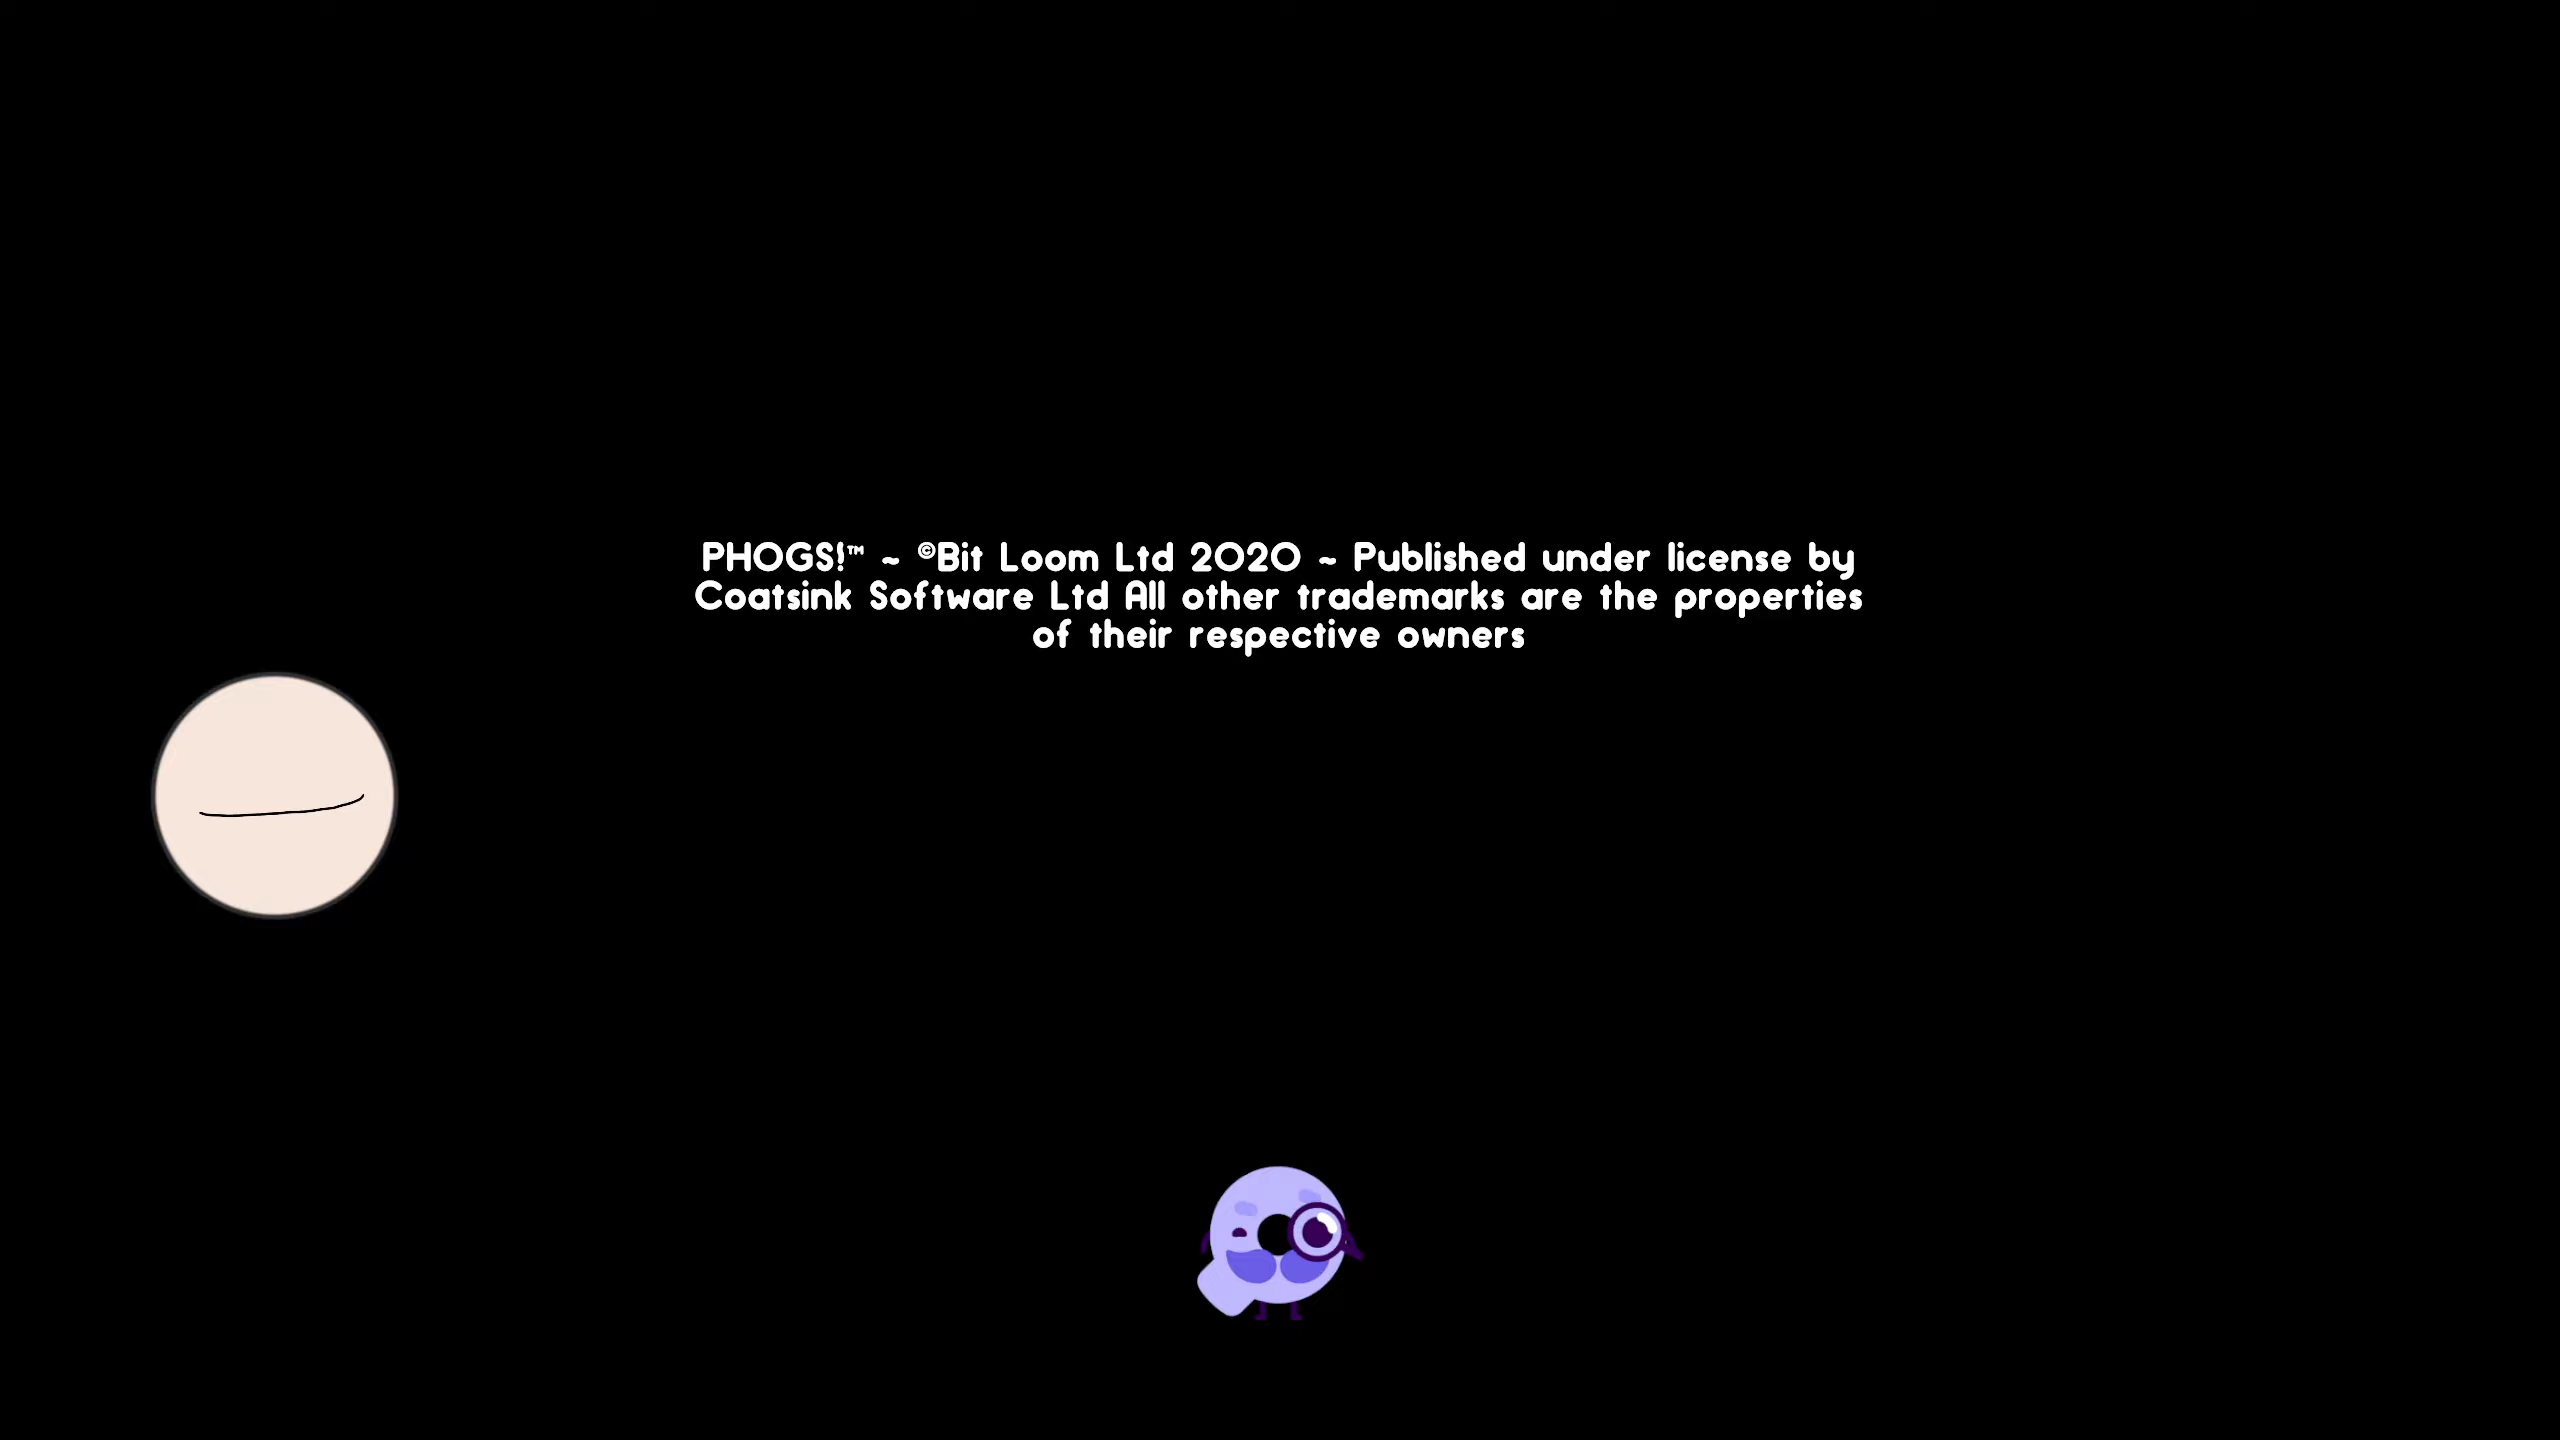 PHOGS!™ ~ ©Bit Loom Ltd 2020 ~ Published under license by
Coatsink Software Ltd All other trademarks are the properties
of their respective owners